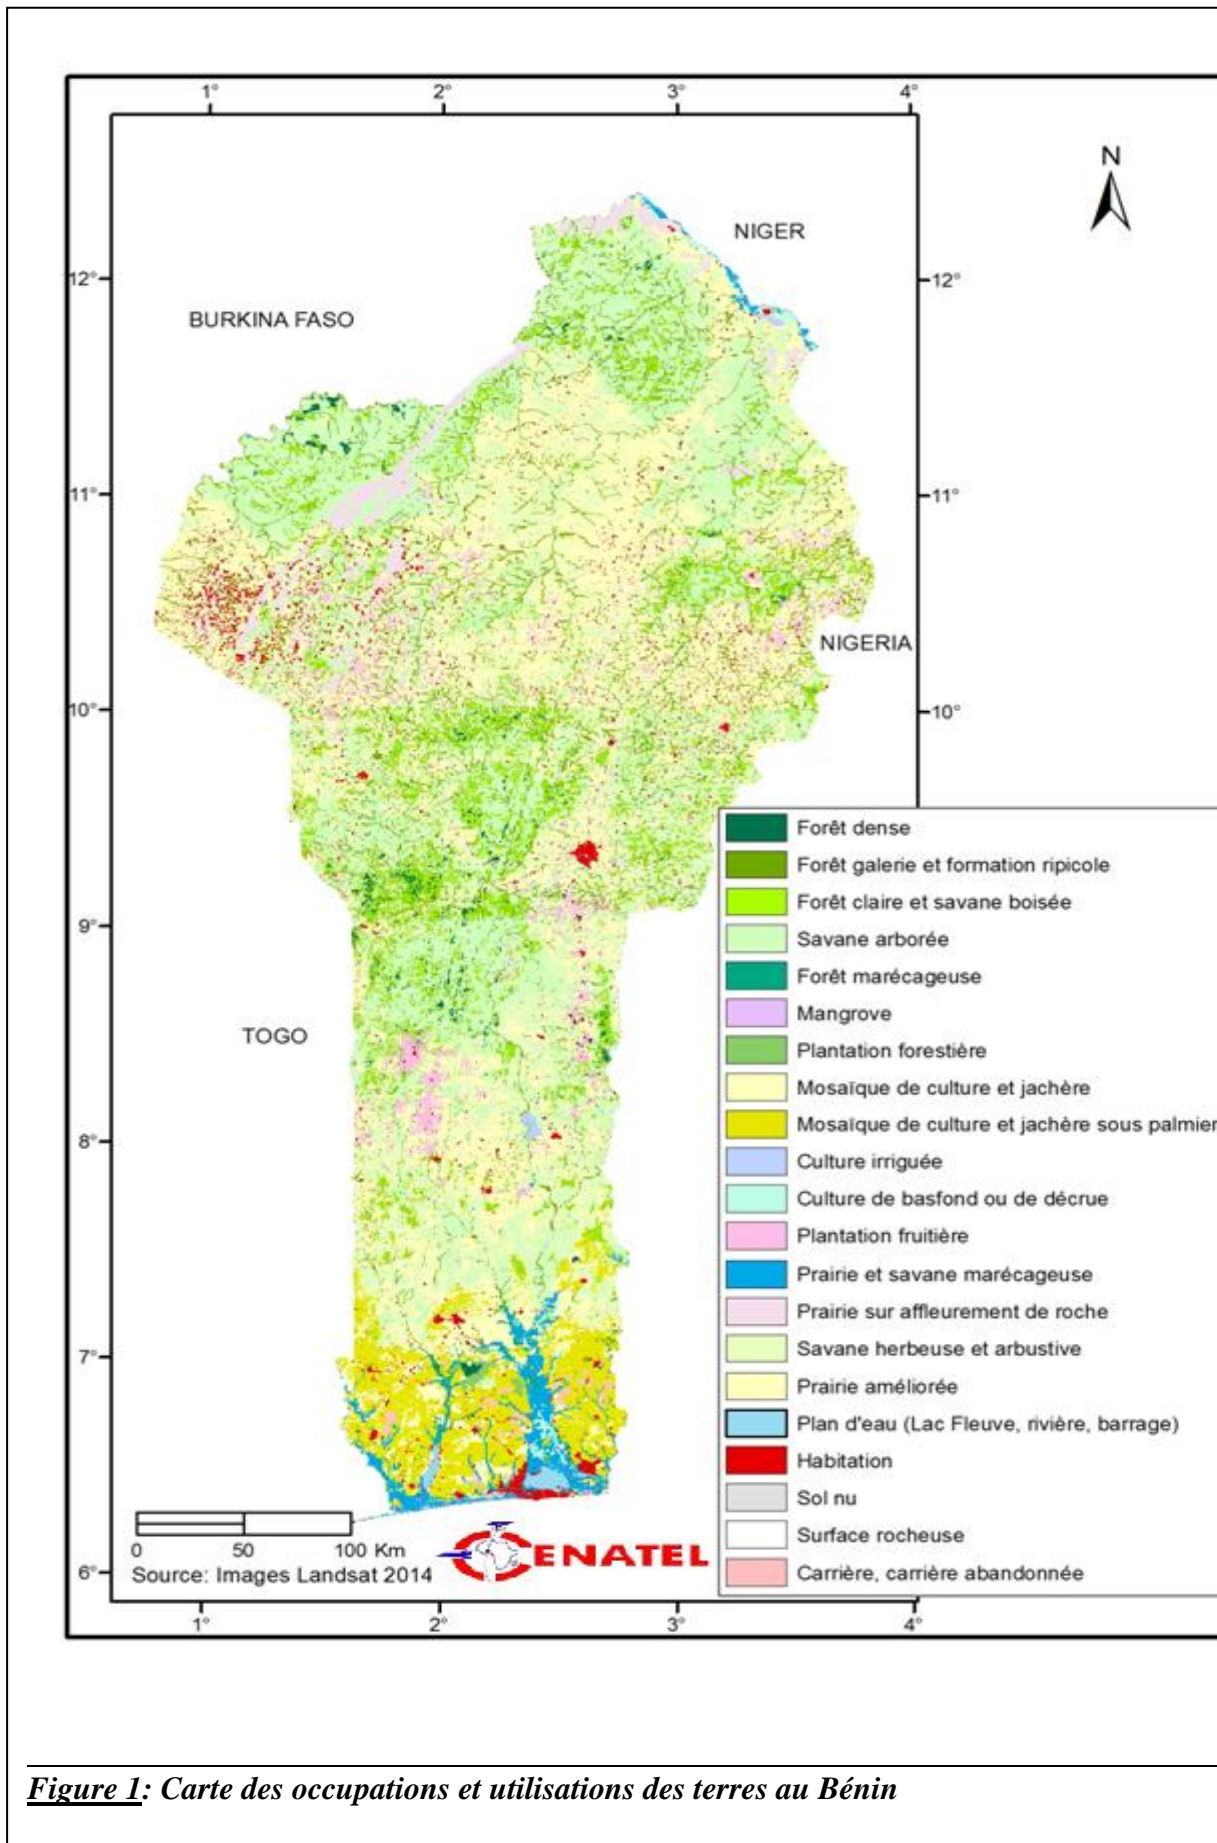 1° 2° 3° 4°
N
NIGER
12° 12°
BURKINA FASO
11° 11°
NIGERIA
10° 10°
Forêt dense
Forêt galerie et formation ripicole
Forêt claire et savane boisée
9°
Savane arborée
Forêt marécageuse
Mangrove
TOGO
Plantation forestière
Mosaïque de culture et jachère
Mosaïque de culture et jachère sous palmier
8°
Culture irriguée
Culture de basfond ou de décrue
Plantation fruitière
Prairie et savane marécageuse
Prairie sur affleurement de roche
Savane herbeuse et arbustive
7°
Prairie améliorée
Plan d'eau (Lac Fleuve, rivière, barrage)
Habitation
Sol nu
Surface rocheuse
Carrière, carrière abandonnée
0 50 100 Km
CENATEL
Source: Images Landsat 2014
6°
1° 2° 3° 4°
Figure 1: Carte des occupations et utilisations des terres au Bénin